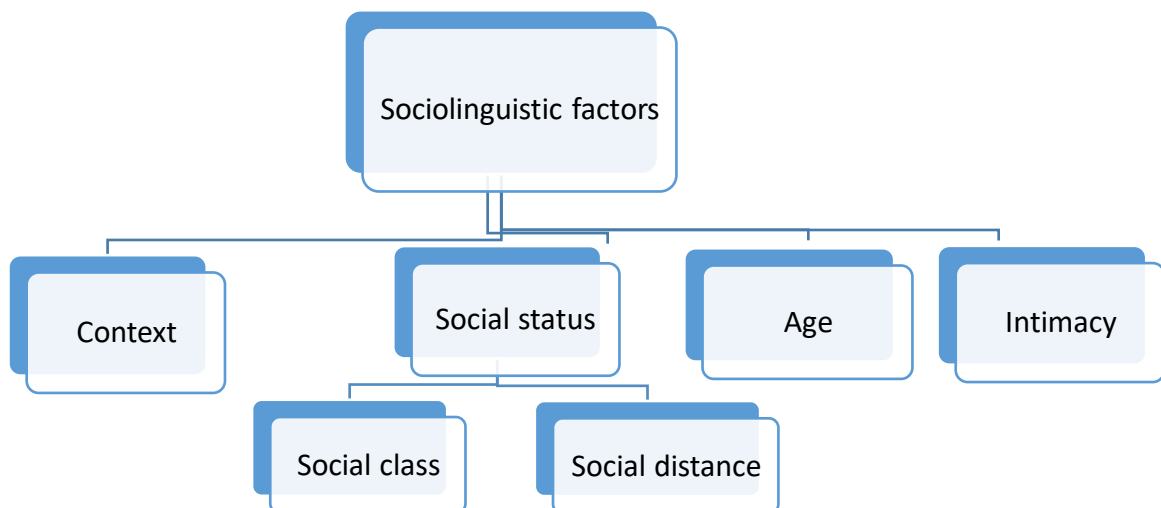 Sociolinguistic factors
Context
Social status
Age
Intimacy
Social class
Social distance